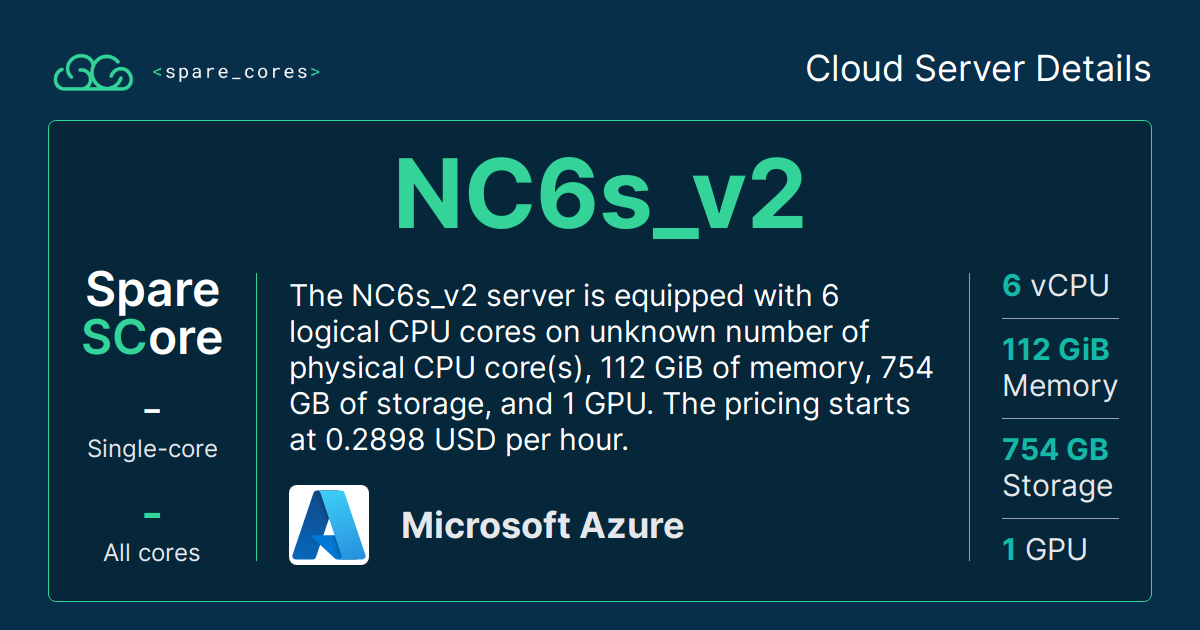 <spare_cores>
Cloud Server Details
NC6s_v2
Spare
SCore
–
Single-core
–
All cores
The NC6s_v2 server is equipped with 6
logical CPU cores on unknown number of
physical CPU core(s), 112 GiB of memory, 754
GB of storage, and 1 GPU. The pricing starts
at 0.2898 USD per hour.
Microsoft Azure
6 vCPU
112 GiB
Memory
754 GB
Storage
1 GPU